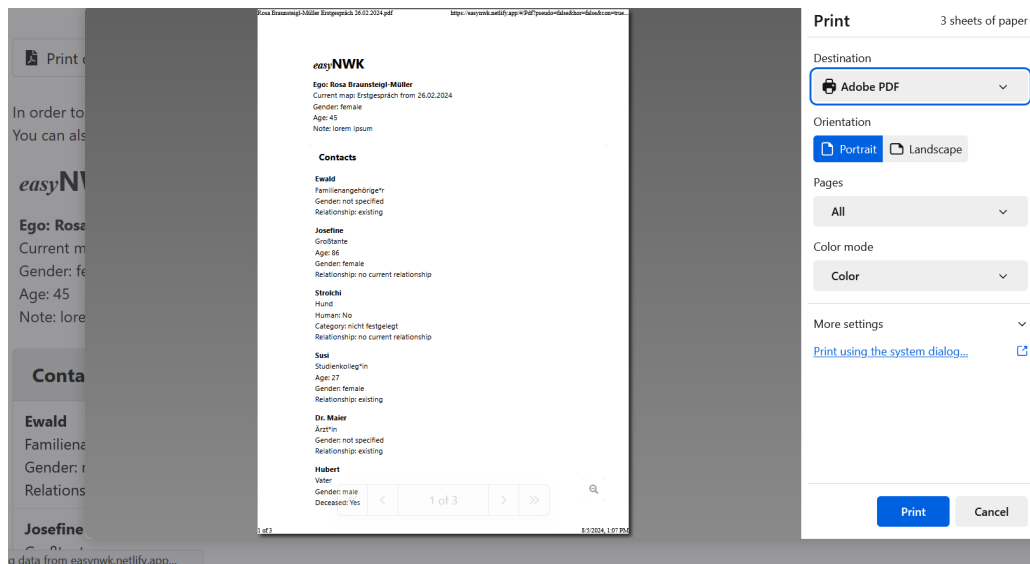 Print
In order to
You can als
easyNW
Ego: Rosa
Current m
Gender: fe
Age: 45
Note: lore
Conta
Ewald
Familiena
Gender: n
Relations
Josefine
g data from easynwk.netlify.app...
Rosa Braunsteigl-Müller Erstgespräch 26.02.2024.pdf
https://easynwk.netlify.app/#/Pdf?pseudo=false&hor=false&con=true...
easyNWK
Ego: Rosa Braunsteigl-Müller
Current map: Erstgespräch from 26.02.2024
Gender: female
Age: 45
Note: lorem ipsum
Contacts
Ewald
Familienangehörige*r
Gender: not specified
Relationship: existing
Josefine
Großtante
Age: 86
Gender: female
Relationship: no current relationship
Strolchi
Hund
Human: No
Category: nicht festgelegt
Relationship: no current relationship
Susi
Studienkolleg*in
Age: 27
Gender: female
Relationship: existing
Dr. Maier
Ärzt*in
Gender: not specified
Relationship: existing
Hubert
Vater
Gender: male
Deceased: Yes
1 of 3
1 of 3
8/5/2024, 1:07 PM
Print
3 sheets of paper
Destination
Adobe PDF
Orientation
Portrait
Landscape
Pages
All
Color mode
Color
More settings
Print using the system dialog...
Print
Cancel